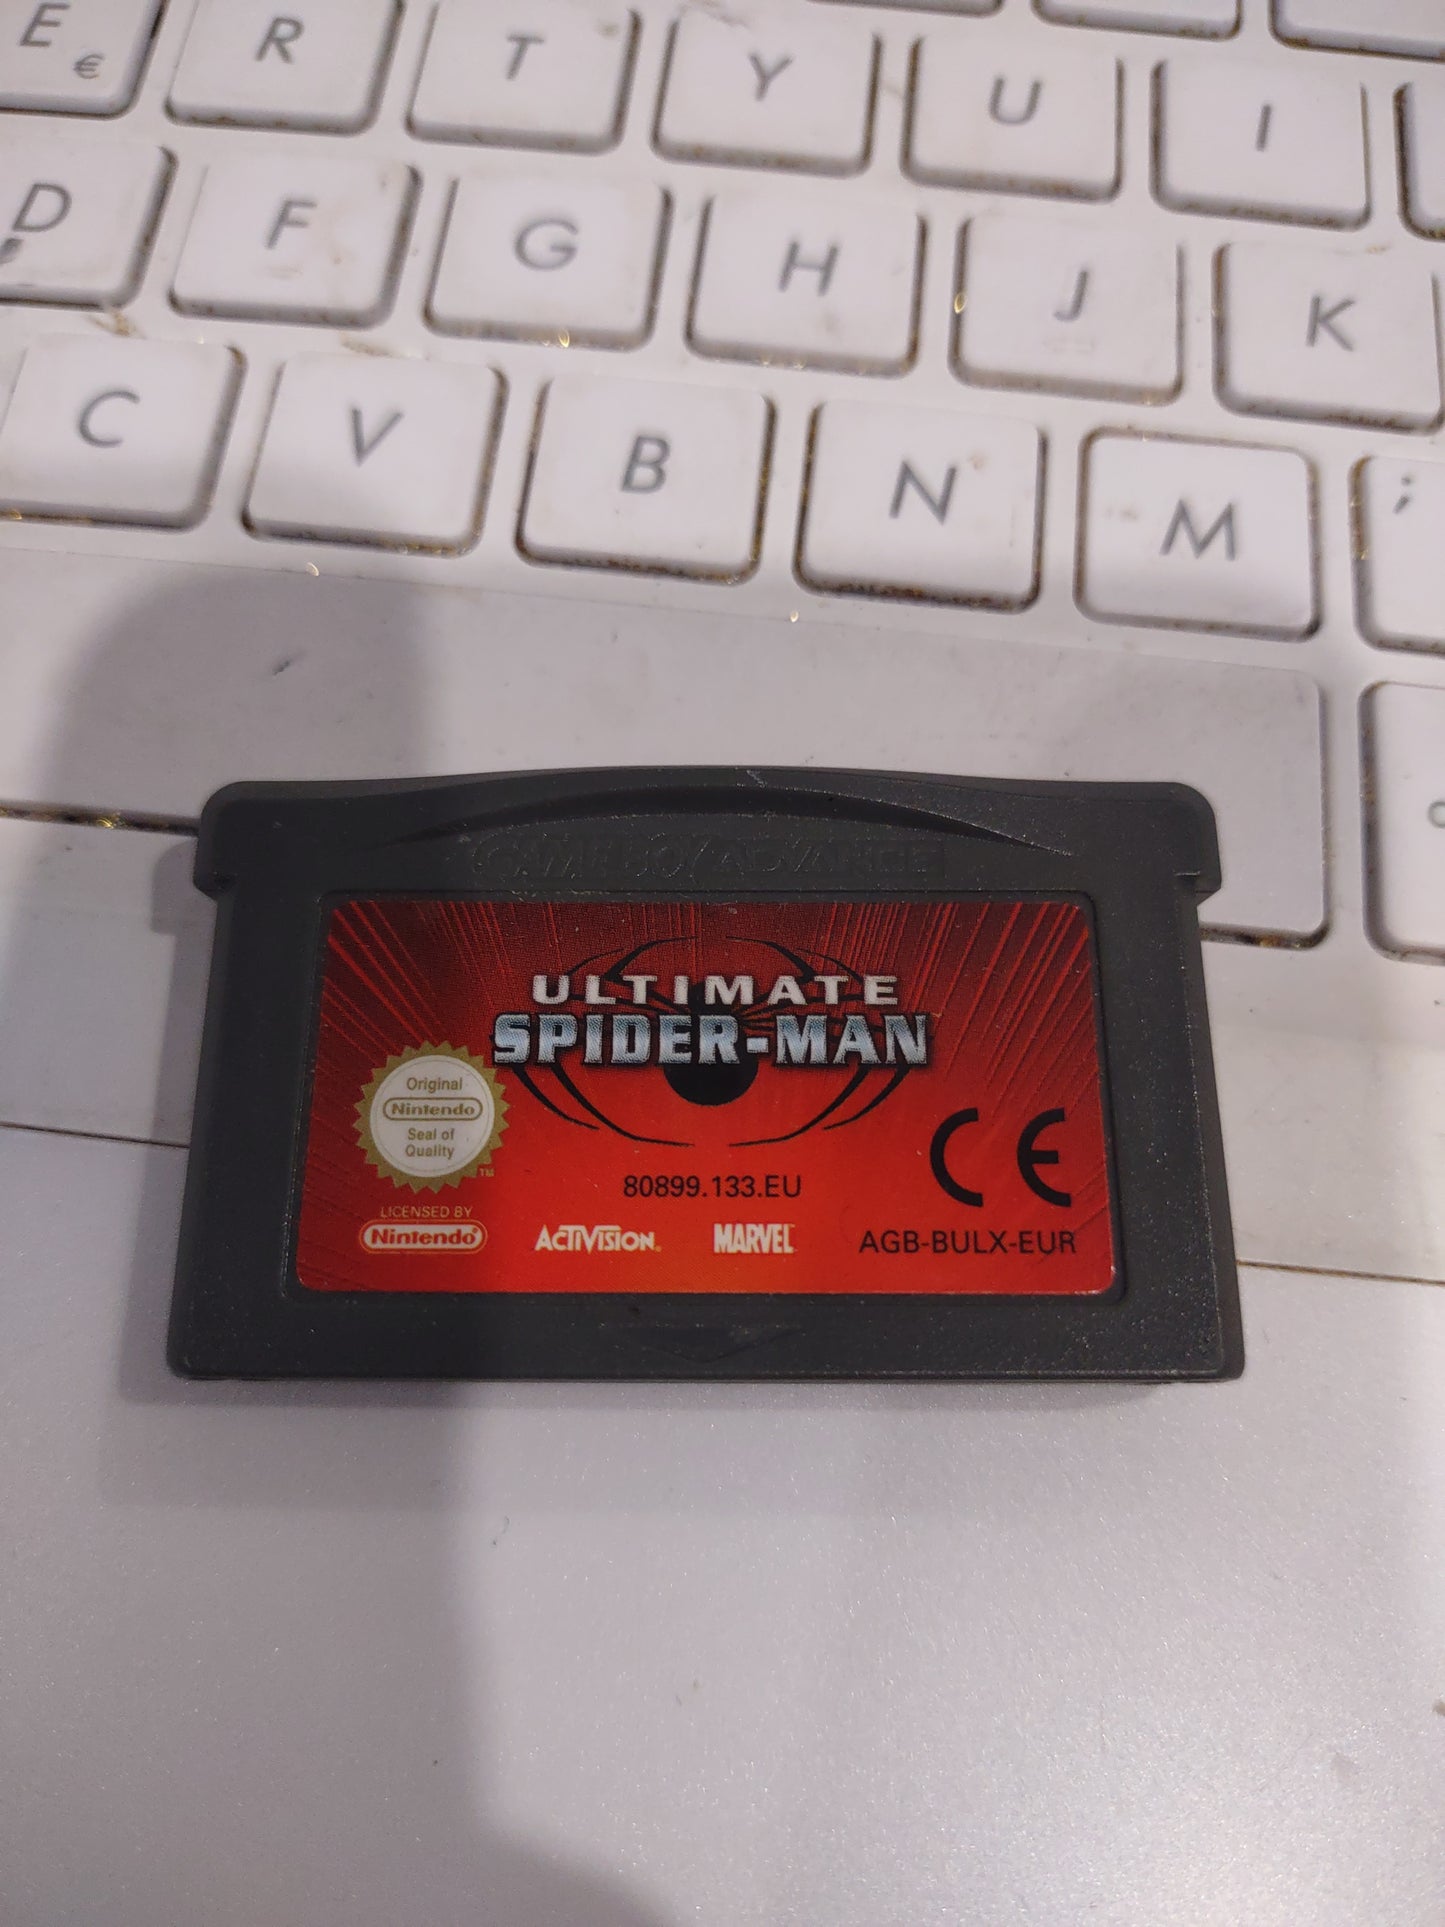 E €
R
T
Y
U
I
D
F
G
H
J
K
C
V
B
N
M
;
GAME BOY ADVANCE
ULTIMATE
SPIDER-MAN
Original
Nintendo
Seal of
Quality
TM
LICENSED BY
Nintendo®
80899.133.EU
ACTIVISION®
MARVEL
CE
AGB-BULX-EUR